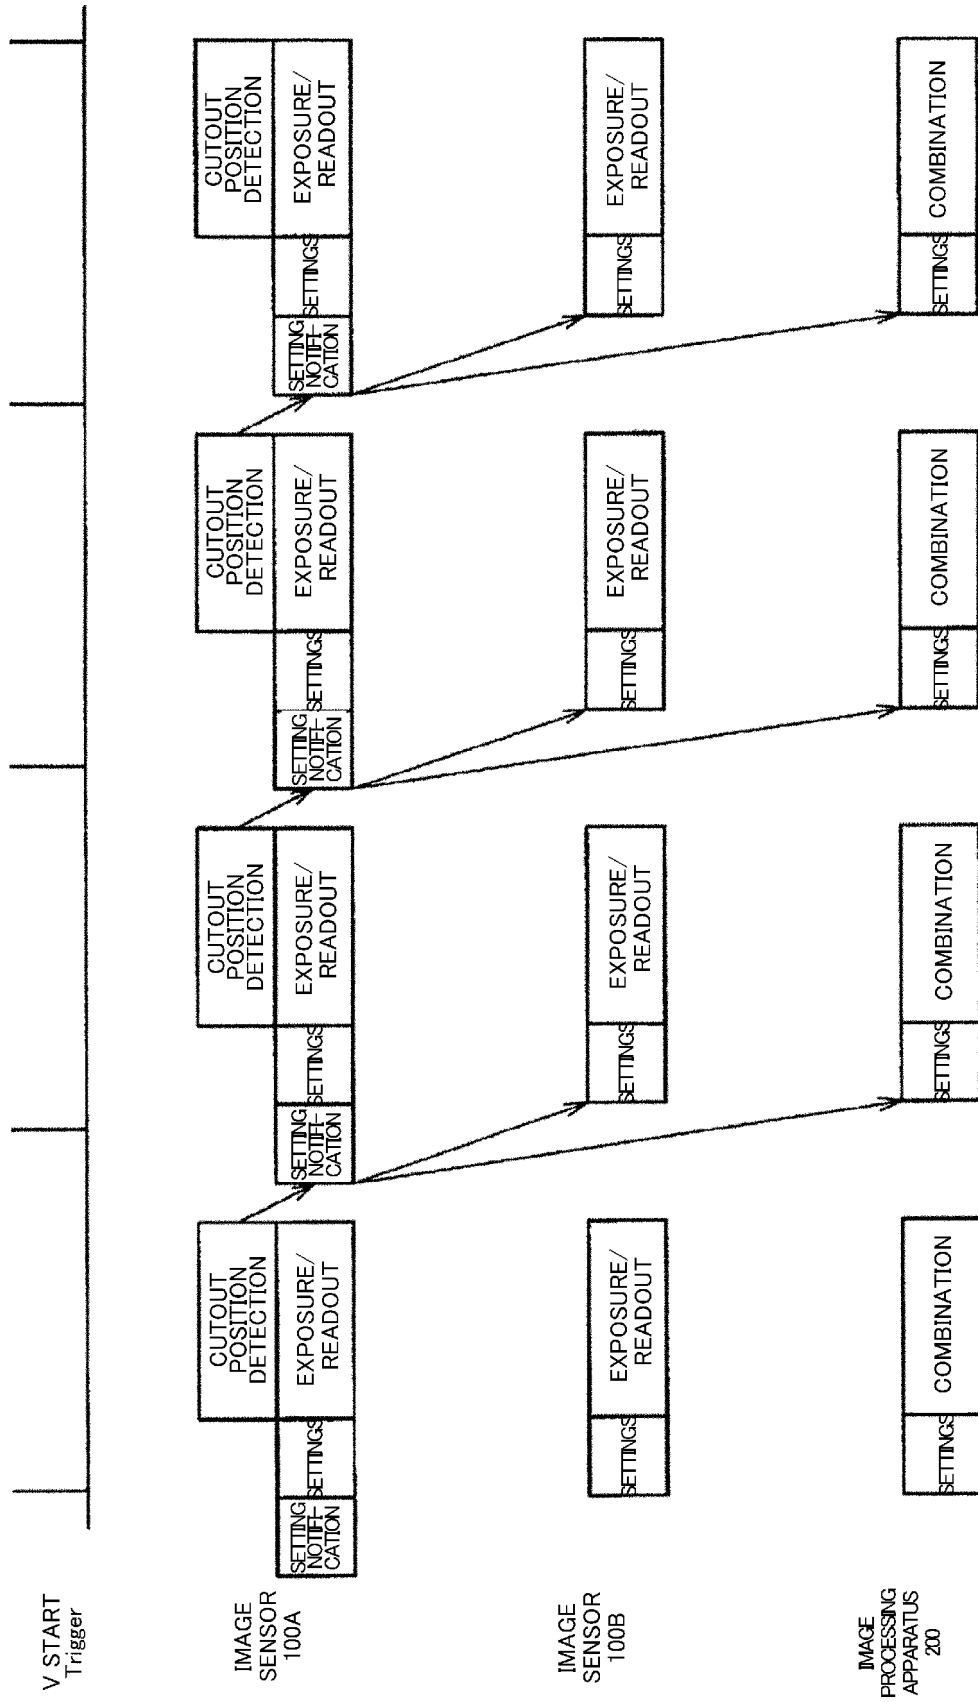 V START
Trigger
IMAGE
SENSOR
100A
SETTING
NOTIFI-
CATION
SETTINGS
CUTOUT
POSITION
DETECTION
EXPOSURE/
READOUT
SETTING
NOTIFI-
CATION
SETTINGS
CUTOUT
POSITION
DETECTION
EXPOSURE/
READOUT
SETTING
NOTIFI-
CATION
SETTINGS
CUTOUT
POSITION
DETECTION
EXPOSURE/
READOUT
SETTING
NOTIFI-
CATION
SETTINGS
CUTOUT
POSITION
DETECTION
EXPOSURE/
READOUT
IMAGE
SENSOR
100B
SETTINGS
EXPOSURE/
READOUT
SETTINGS
EXPOSURE/
READOUT
SETTINGS
EXPOSURE/
READOUT
SETTINGS
EXPOSURE/
READOUT
IMAGE
PROCESSING
APPARATUS
200
SETTINGS
COMBINATION
SETTINGS
COMBINATION
SETTINGS
COMBINATION
SETTINGS
COMBINATION